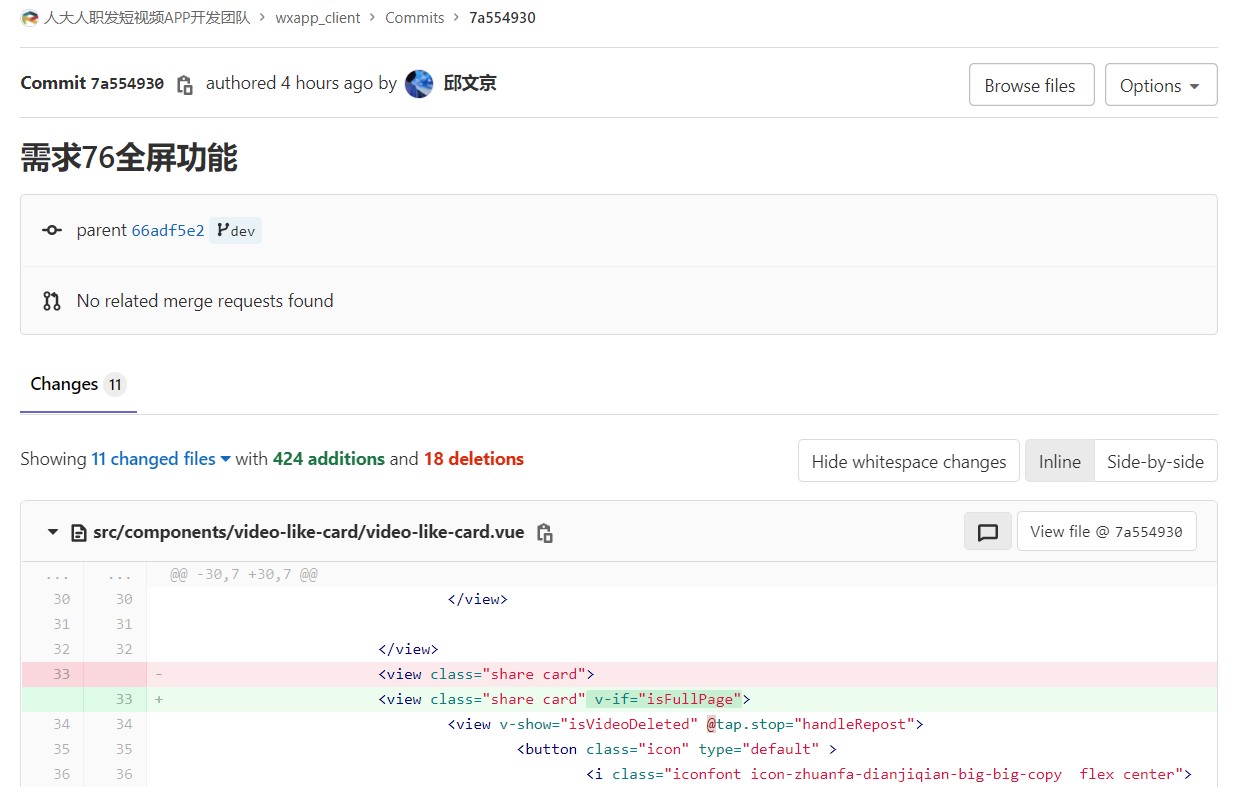 人大人职发短视频APP开发团队 > wxapp_client > Commits > 7a554930
Commit 7a554930 authored 4 hours ago by 邱文京 Browse files Options
需求76全屏功能
parent 66adf5e2 dev
No related merge requests found
Changes 11
Showing 11 changed files with 424 additions and 18 deletions Hide whitespace changes Inline Side-by-side
src/components/video-like-card/video-like-card.vue View file @ 7a554930
... ... @@ -30,7 +30,7 @@
30 30 </view>
31 31
32 32 </view>
33 - <view class="share card">
33 + <view class="share card" v-if="isFullPage">
34 34 <view v-show="isVideoDeleted" @tap.stop="handleRepost">
35 35 <button class="icon" type="default" >
36 36 <i class="iconfont icon-zhuanfa-dianjiqian-big-big-copy flex center">